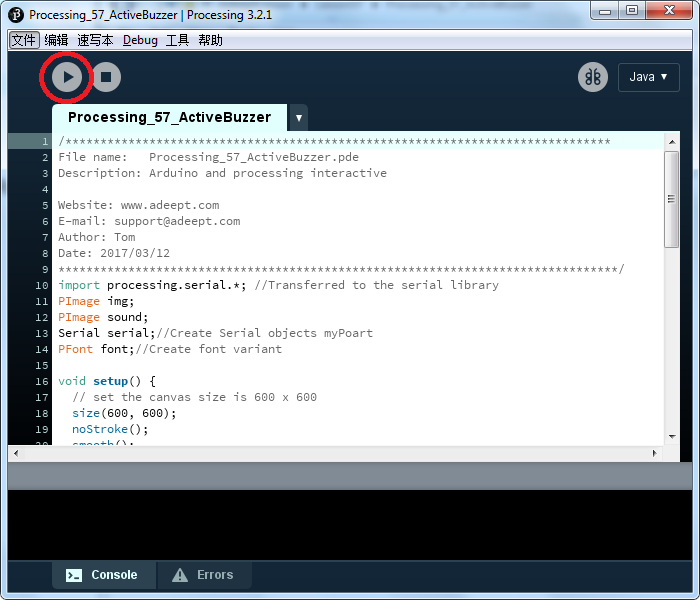 Processing_57_ActiveBuzzer | Processing 3.2.1
文件 编辑 速写本 Debug 工具 帮助
Java ▼
Processing_57_ActiveBuzzer ▼
1 /******************************************************************************
2 File name:   Processing_57_ActiveBuzzer.pde
3 Description: Arduino and processing interactive
4
5 Website: www.adeept.com
6 E-mail: support@adeept.com
7 Author: Tom
8 Date: 2017/03/12
9 ********************************************************************************/
10 import processing.serial.*; //Transferred to the serial library
11 PImage img;
12 PImage sound;
13 Serial serial;//Create Serial objects myPoart
14 PFont font;//Create font variant
15
16 void setup() {
17   // set the canvas size is 600 x 600
18   size(600, 600);
19   noStroke();
20   smooth();
Console Errors